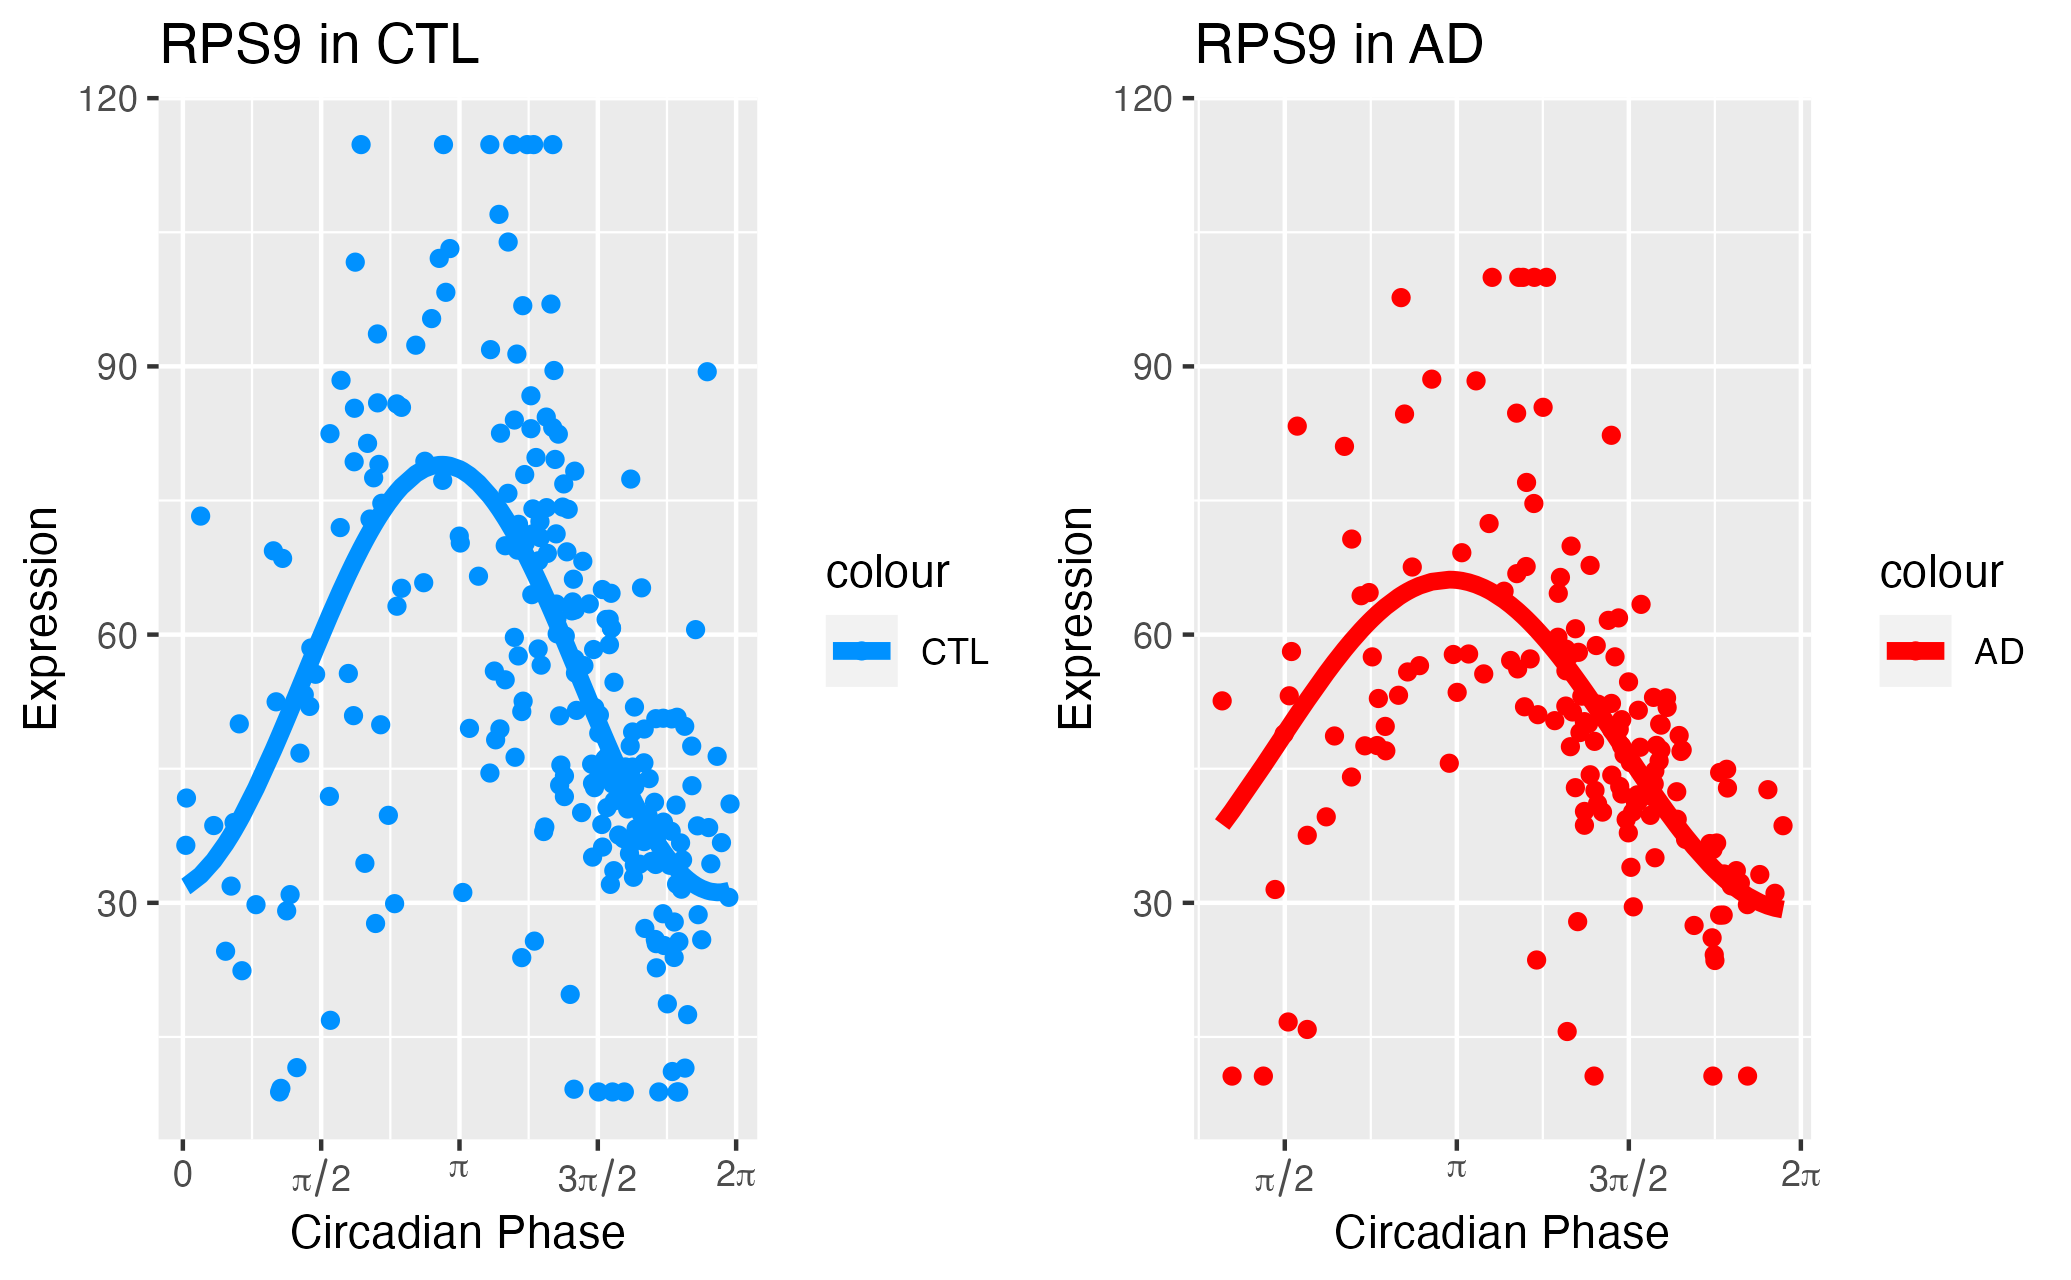 RPS9 in CTL
120
90
60
30
Expression
0
π/2
π
3π/2
2π
Circadian Phase
colour
CTL
RPS9 in AD
120
90
60
30
Expression
π/2
π
3π/2
2π
Circadian Phase
colour
AD